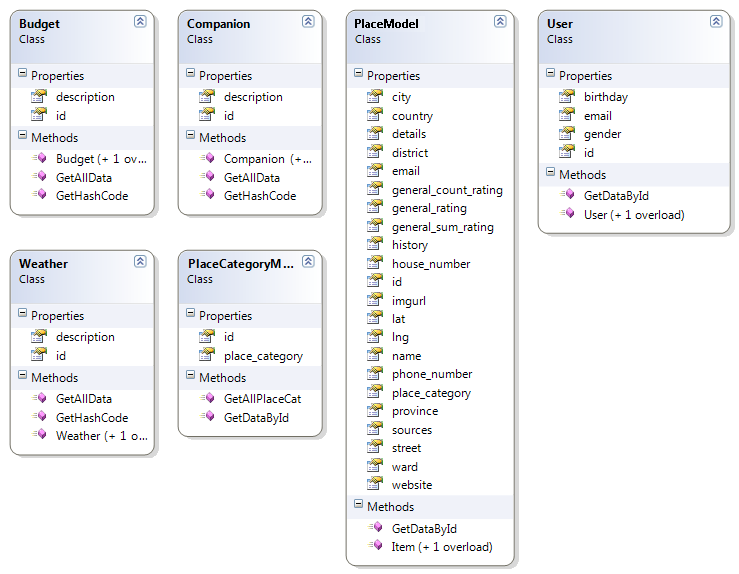 Budget
Class
Properties
description
id
Methods
Budget (+ 1 ov...
GetAllData
GetHashCode
Companion
Class
Properties
description
id
Methods
Companion (+...
GetAllData
GetHashCode
PlaceModel
Class
Properties
city
country
details
district
email
general_count_rating
general_rating
general_sum_rating
history
house_number
id
imgurl
lat
lng
name
phone_number
place_category
province
sources
street
ward
website
Methods
GetDataById
Item (+ 1 overload)
User
Class
Properties
birthday
email
gender
id
Methods
GetDataById
User (+ 1 overload)
Weather
Class
Properties
description
id
Methods
GetAllData
GetHashCode
Weather (+ 1 o...
PlaceCategoryM...
Class
Properties
id
place_category
Methods
GetAllPlaceCat
GetDataById